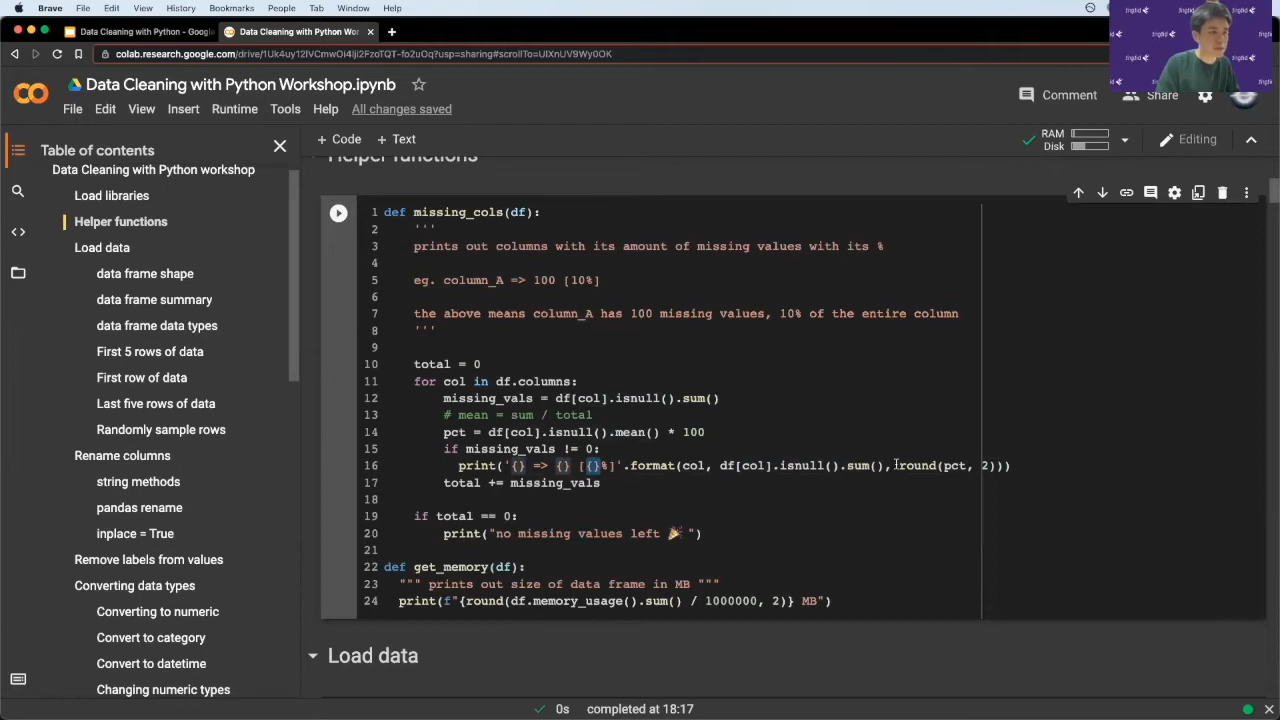 Brave File Edit View History Bookmarks People Tab Window Help
Data Cleaning with Python - Google
Data Cleaning with Python Wor
colab.research.google.com/drive/1Uk4uy12IVCmwOi4Iji2FzoTQT-fo2uOq?usp=sharing#scrollTo=UIXnUV9Wy0OK
Data Cleaning with Python Workshop.ipynb
File Edit View Insert Runtime Tools Help All changes saved
Comment Share
Table of contents
+ Code + Text
RAM
Disk
Editing
Data Cleaning with Python workshop
Load libraries
Helper functions
Load data
data frame shape
data frame summary
data frame data types
First 5 rows of data
First row of data
Last five rows of data
Randomly sample rows
Rename columns
string methods
pandas rename
inplace = True
Remove labels from values
Converting data types
Converting to numeric
Convert to category
Convert to datetime
Changing numeric types
Helper functions
1 def missing_cols(df):
2 '''
3 prints out columns with its amount of missing values with its %
4
5 eg. column_A => 100 [10%]
6
7 the above means column_A has 100 missing values, 10% of the entire column
8 '''
9
10 total = 0
11 for col in df.columns:
12 missing_vals = df[col].isnull().sum()
13 # mean = sum / total
14 pct = df[col].isnull().mean() * 100
15 if missing_vals != 0:
16 print('{} => {} [{}%]'.format(col, df[col].isnull().sum(), round(pct, 2)))
17 total += missing_vals
18
19 if total == 0:
20 print("no missing values left 🎉 ")
21
22 def get_memory(df):
23 """ prints out size of data frame in MB """
24 print(f"{round(df.memory_usage().sum() / 1000000, 2)} MB")
Load data
0s completed at 18:17